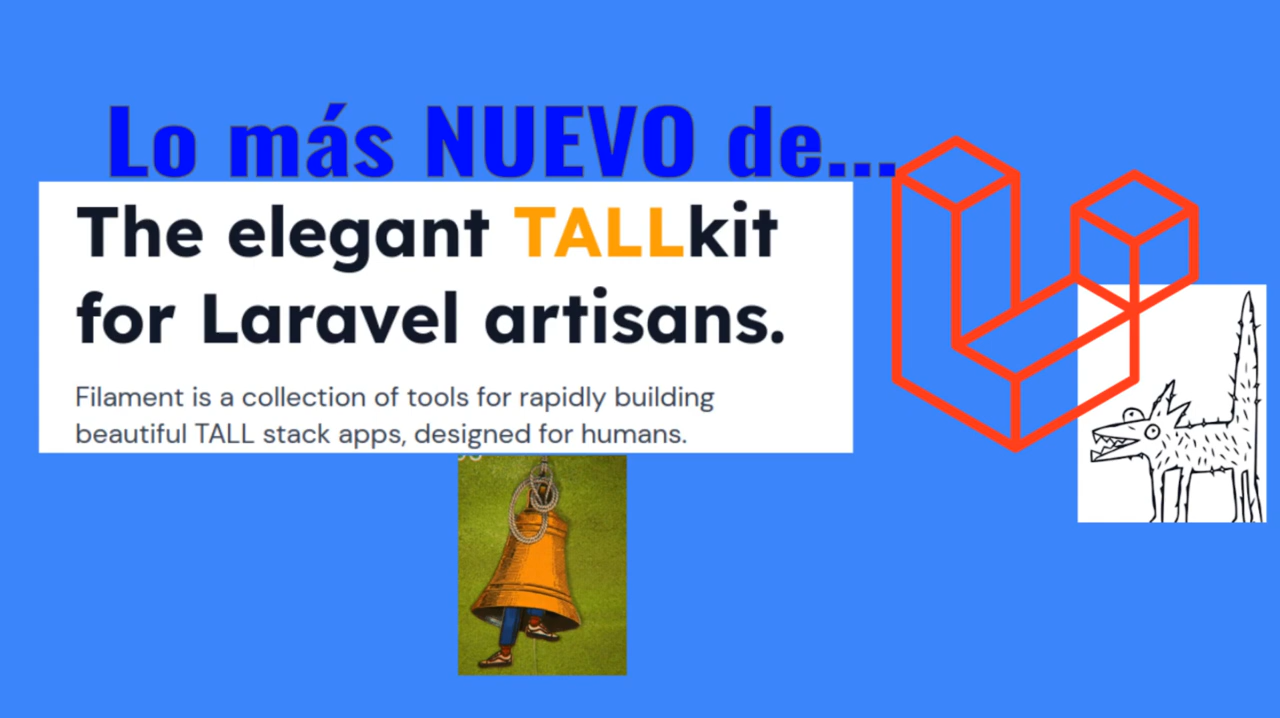 Lo más NUEVO de...
The elegant TALLkit
for Laravel artisans.
Filament is a collection of tools for rapidly building
beautiful TALL stack apps, designed for humans.